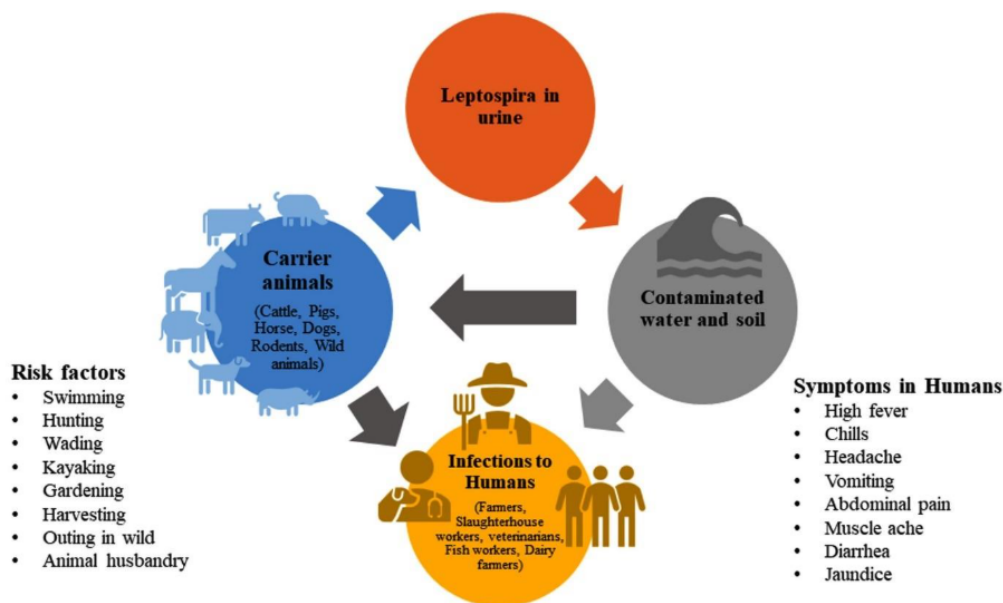 Leptospira in
urine
Carrier
animals
(Cattle, Pigs,
Horse, Dogs,
Rodents, Wild
animals)
Contaminated
water and soil
Infections to
Humans
(Farmers,
Slaughterhouse
workers, veterinarians,
Fish workers, Dairy
farmers)
Risk factors
• Swimming
• Hunting
• Wading
• Kayaking
• Gardening
• Harvesting
• Outing in wild
• Animal husbandry
Symptoms in Humans
• High fever
• Chills
• Headache
• Vomiting
• Abdominal pain
• Muscle ache
• Diarrhea
• Jaundice